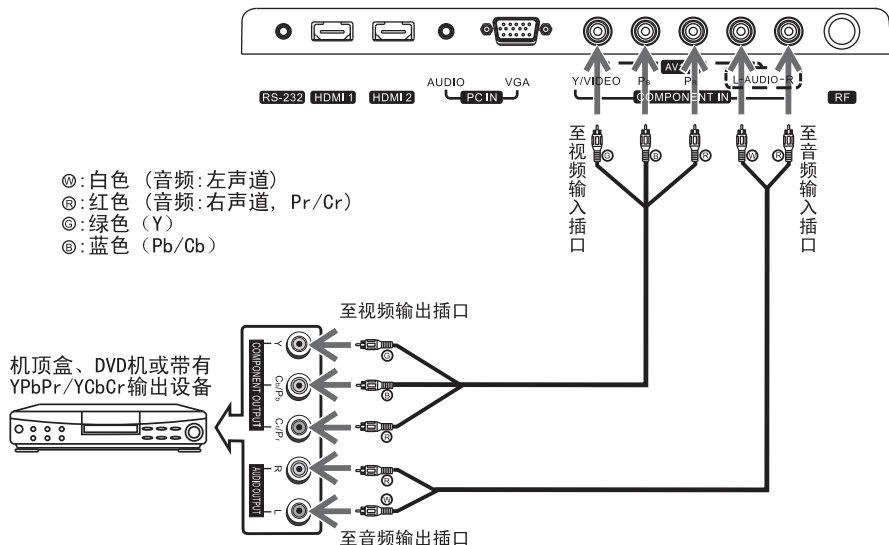 AV
Y/VIDEO PB PR L-AUDIO-R
AUDIO VGA
RS-232 HDMI 1 HDMI 2 PC IN COMPONENT IN RF
至视频输入插口
G B R W R
至音频输入插口
Ⓦ:白色 (音频:左声道)
Ⓡ:红色 (音频:右声道, Pr/Cr)
Ⓖ:绿色 (Y)
Ⓑ:蓝色 (Pb/Cb)
至视频输出插口
机顶盒、DVD机或带有
YPbPr/YCbCr输出设备
COMPONENT OUTPUT
Y
Cb/Pb
Cr/Pr
G
B
R
AUDIO OUTPUT
R
L
R
W
至音频输出插口